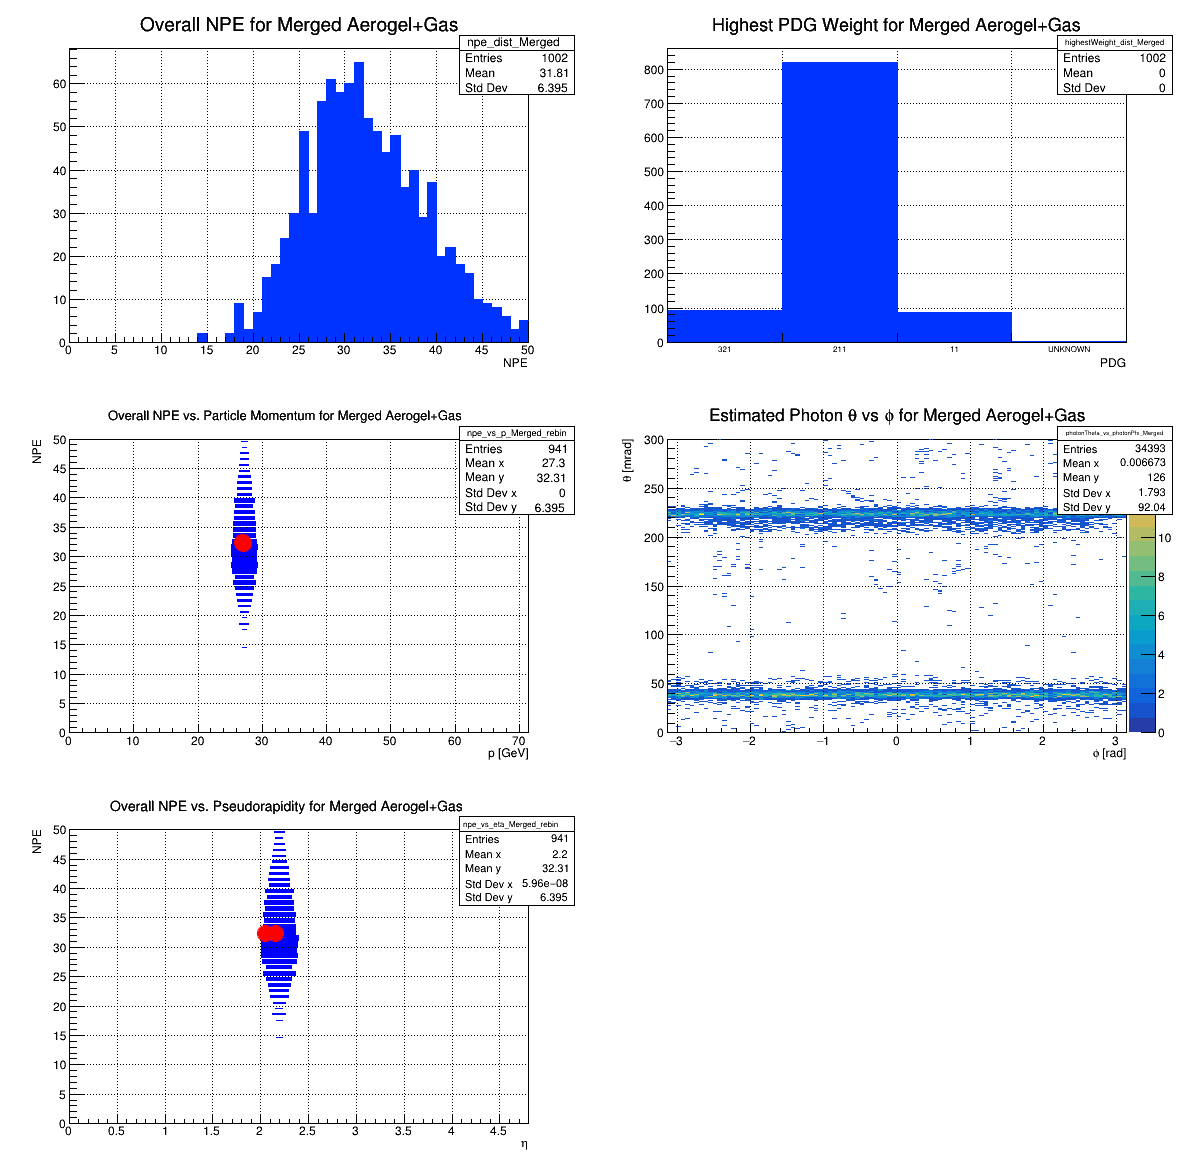 Overall NPE for Merged Aerogel+Gas
npe_dist_Merged
Entries 1002
Mean 31.81
Std Dev 6.395
60
50
40
30
20
10
0
0 5 10 15 20 25 30 35 40 45 50
NPE
Highest PDG Weight for Merged Aerogel+Gas
highestWeight_dist_Merged
Entries 1002
Mean 0
Std Dev 0
800
700
600
500
400
300
200
100
0
321 211 11 UNKNOWN
PDG
Overall NPE vs. Particle Momentum for Merged Aerogel+Gas
npe_vs_p_Merged_rebin
Entries 941
Mean x 27.3
Mean y 32.31
Std Dev x 0
Std Dev y 6.395
NPE
50
45
40
35
30
25
20
15
10
5
0
0 10 20 30 40 50 60 70
p [GeV]
Estimated Photon θ vs ϕ for Merged Aerogel+Gas
photonTheta_vs_photonPhi_Merged
Entries 34393
Mean x 0.006673
Mean y 126
Std Dev x 1.793
Std Dev y 92.04
θ [mrad]
300
250
200
150
100
50
0
−3 −2 −1 0 1 2 3
ϕ [rad]
10
8
6
4
2
0
Overall NPE vs. Pseudorapidity for Merged Aerogel+Gas
npe_vs_eta_Merged_rebin
Entries 941
Mean x 2.2
Mean y 32.31
Std Dev x 5.96e−08
Std Dev y 6.395
NPE
50
45
40
35
30
25
20
15
10
5
0
0 0.5 1 1.5 2 2.5 3 3.5 4 4.5
η